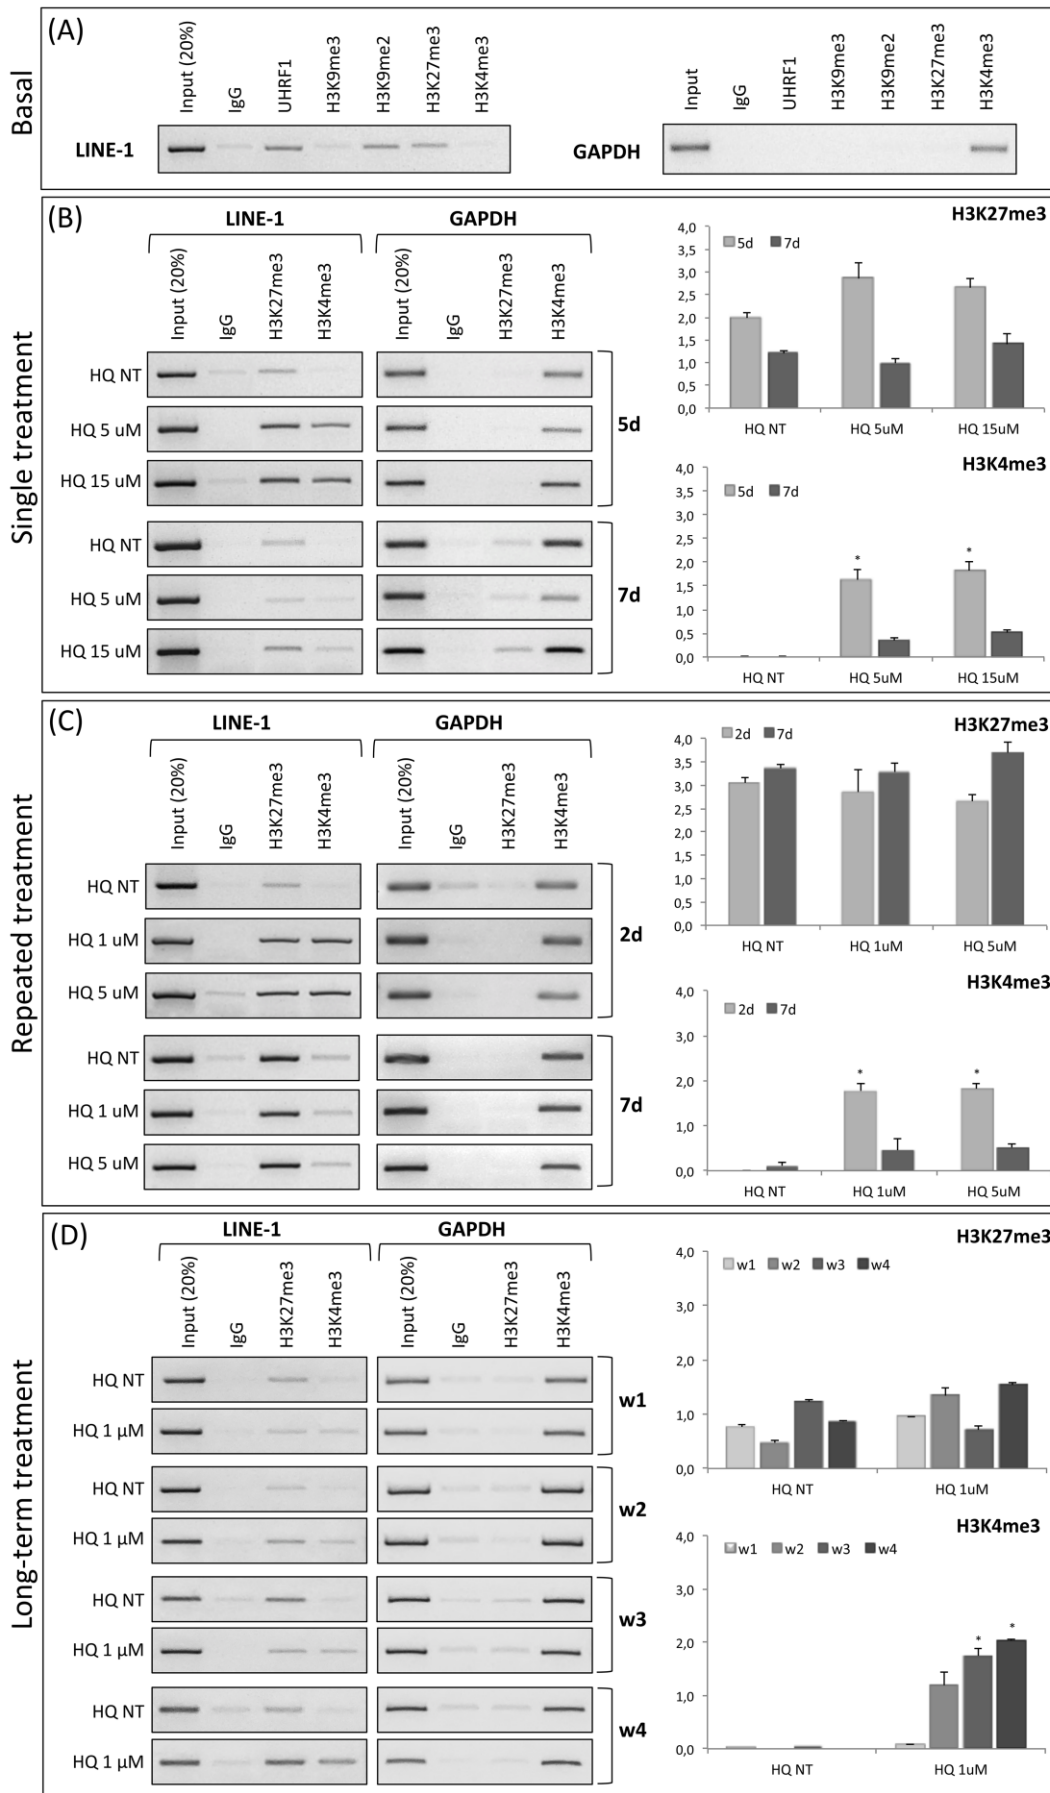 (A)
Basal
Input (20%)
IgG
UHRF1
H3K9me3
H3K9me2
H3K27me3
H3K4me3
LINE-1
Input
IgG
UHRF1
H3K9me3
H3K9me2
H3K27me3
H3K4me3
GAPDH
(B)
Single treatment
LINE-1
GAPDH
Input (20%)
IgG
H3K27me3
H3K4me3
Input (20%)
IgG
H3K27me3
H3K4me3
HQ NT
HQ 5 uM
HQ 15 uM
5d
HQ NT
HQ 5 uM
HQ 15 uM
7d
H3K27me3
5d 7d
4,0
3,5
3,0
2,5
2,0
1,5
1,0
0,5
0,0
HQ NT HQ 5uM HQ 15uM
H3K4me3
5d 7d
4,0
3,5
3,0
2,5
2,0
1,5
1,0
0,5
0,0
* *
HQ NT HQ 5uM HQ 15uM
(C)
Repeated treatment
LINE-1
GAPDH
Input (20%)
IgG
H3K27me3
H3K4me3
Input (20%)
IgG
H3K27me3
H3K4me3
HQ NT
HQ 1 uM
HQ 5 uM
2d
HQ NT
HQ 1 uM
HQ 5 uM
7d
H3K27me3
2d 7d
4,0
3,5
3,0
2,5
2,0
1,5
1,0
0,5
0,0
HQ NT HQ 1uM HQ 5uM
H3K4me3
2d 7d
4,0
3,0
2,0
1,0
0,0
* *
HQ NT HQ 1uM HQ 5uM
(D)
Long-term treatment
LINE-1
GAPDH
Input (20%)
IgG
H3K27me3
H3K4me3
Input (20%)
IgG
H3K27me3
H3K4me3
HQ NT
HQ 1 µM
w1
HQ NT
HQ 1 µM
w2
HQ NT
HQ 1 µM
w3
HQ NT
HQ 1 µM
w4
H3K27me3
w1 w2 w3 w4
4,0
3,0
2,0
1,0
0,0
HQ NT HQ 1uM
H3K4me3
w1 w2 w3 w4
4,0
3,0
2,0
1,0
0,0
* *
HQ NT HQ 1uM